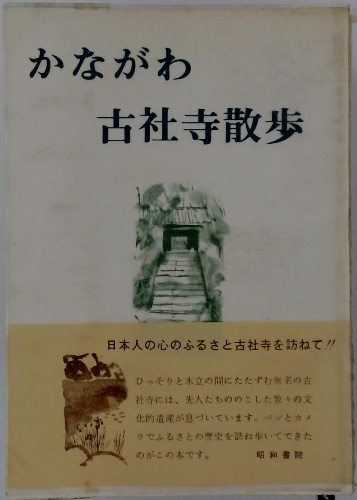 かながわ
古社寺散歩
日本人の心のふるさと古社寺を訪ねて!!
ひっそりと木立の間にたたずむ無名の古
社寺には、先人たちののこした数々の文
化的遺産が息づいています。ペンとカメ
ラでふるさとの歴史を訪ね歩いてできた
のがこの本です。
昭和書院